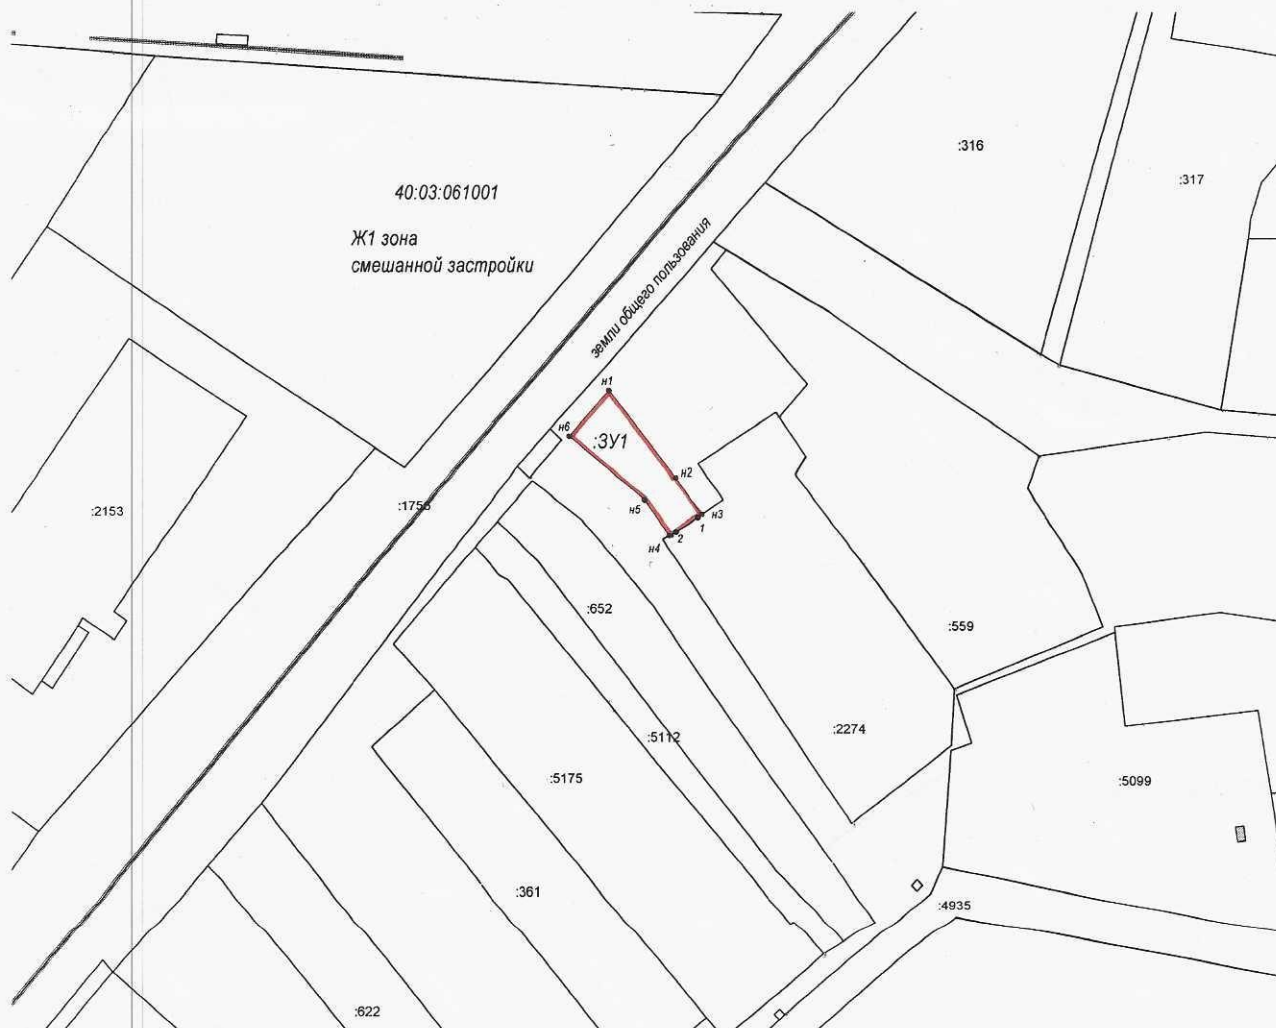 :316
:317
40:03:061001
Ж1 зона
смешанной застройки
земли общего пользования
н1
н6
:ЗУ1
н2
:2153
:1756
н5
н3
1
2
н4
:652
:559
:2274
:5112
:5175
:5099
:361
:4935
:622